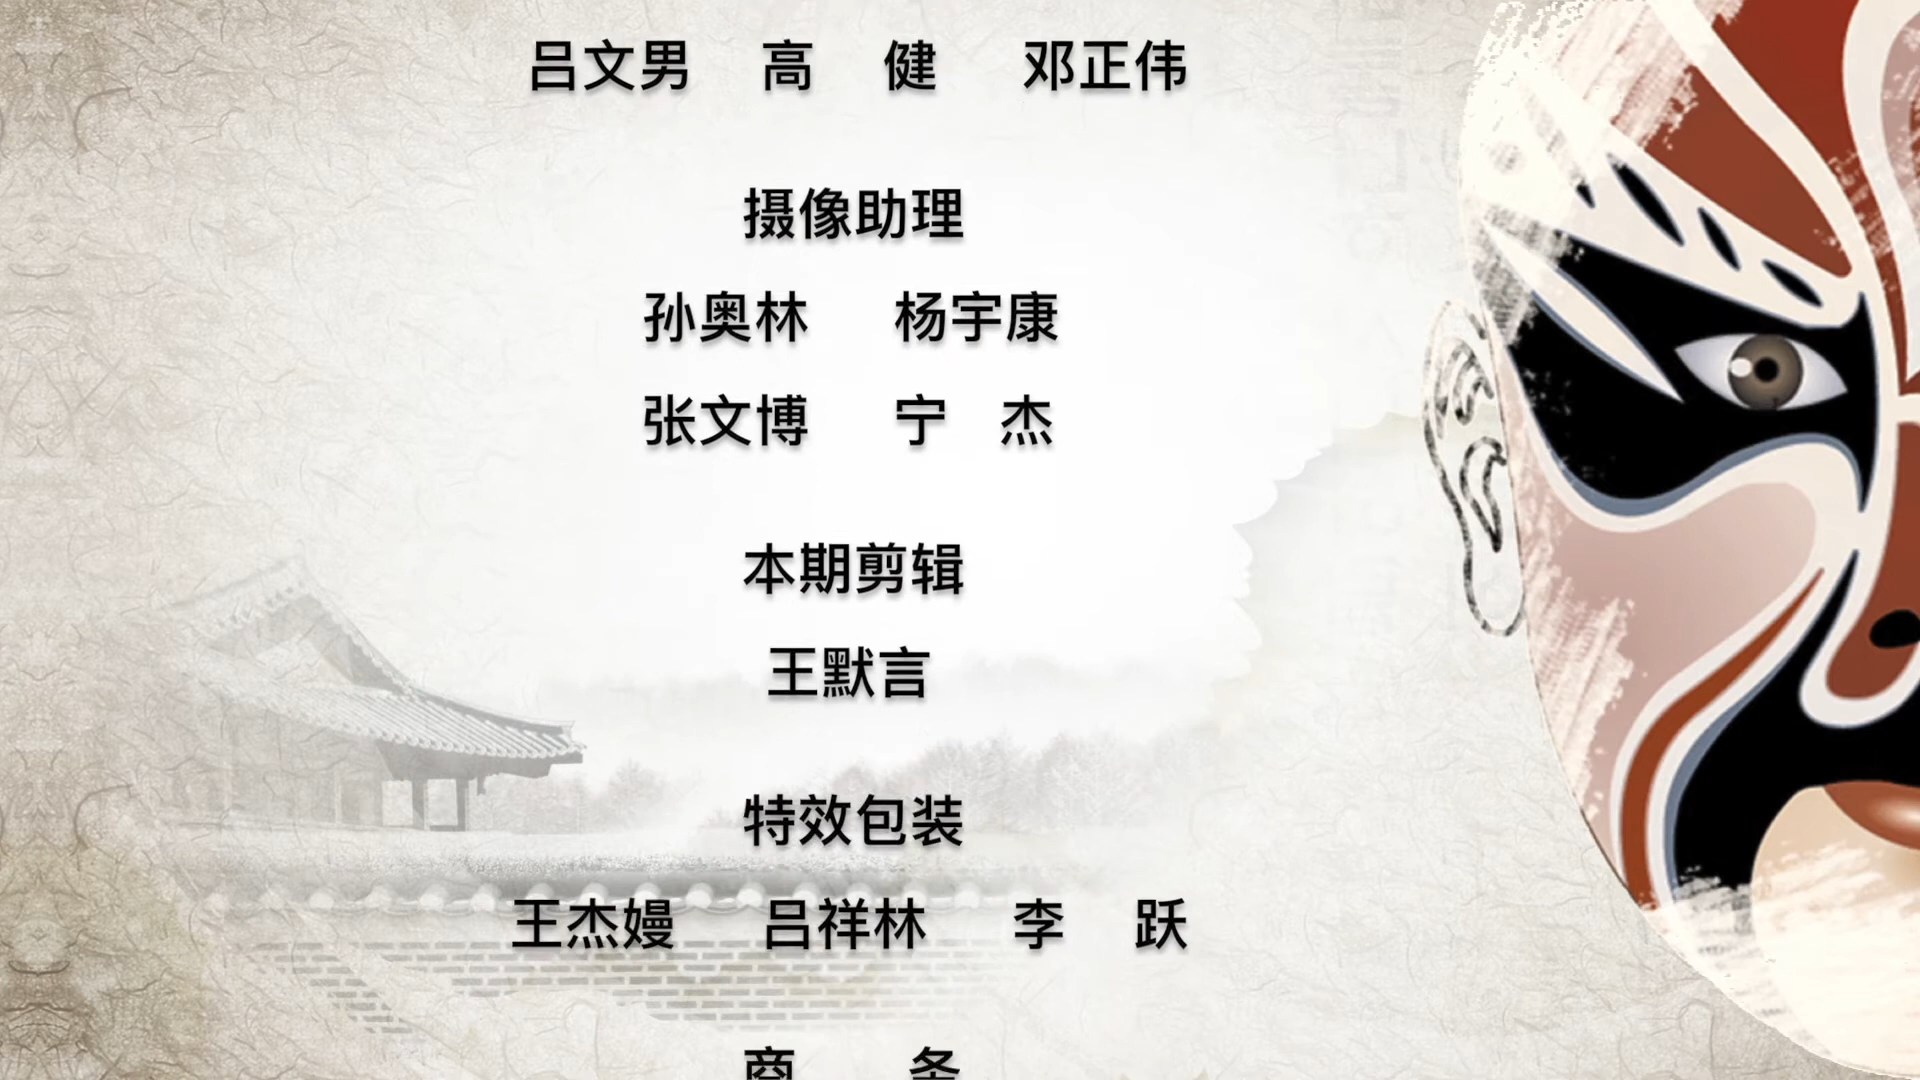 吕文男 高 健 邓正伟
摄像助理
孙奥林 杨宇康
张文博 宁 杰
本期剪辑
王默言
特效包装
王杰嫚 吕祥林 李 跃
商 务